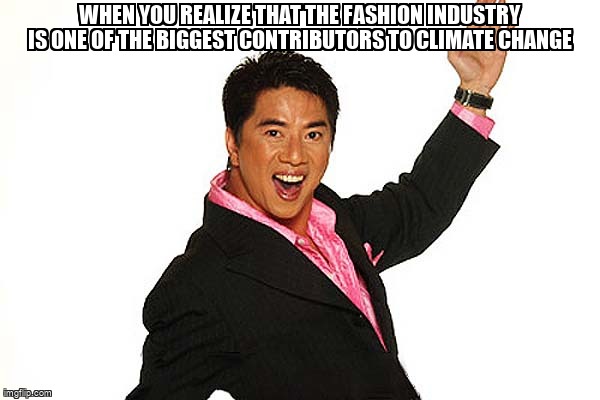 WHEN YOU REALIZE THAT THE FASHION INDUSTRY
IS ONE OF THE BIGGEST CONTRIBUTORS TO CLIMATE CHANGE
imgflip.com